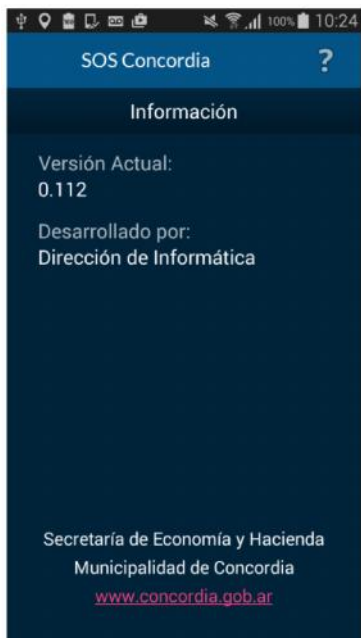 100% 10:24
SOS Concordia ?
Información
Versión Actual:
0.112
Desarrollado por:
Dirección de Informática
Secretaría de Economía y Hacienda
Municipalidad de Concordia
www.concordia.gob.ar